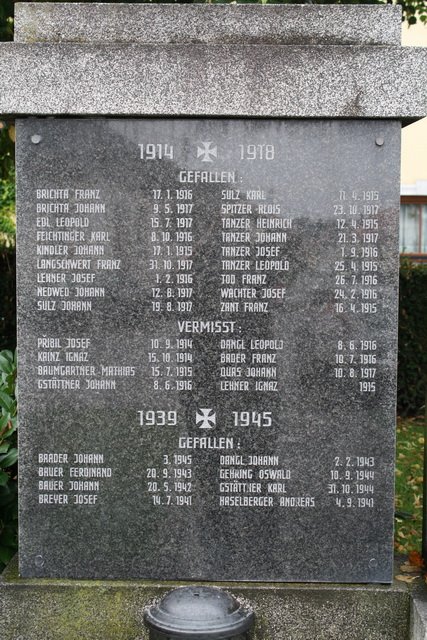 1914 1918
GEFALLEN :
BRICHTA FRANZ 17. 1. 1916 SULZ KARL 11. 4. 1915
BRICHTA JOHANN 9. 5. 1917 SPITZER ALOIS 23. 10. 1917
EDL LEOPOLD 15. 7. 1917 TANZER HEINRICH 12. 4. 1915
FEICHTINGER KARL 8. 10. 1916 TANZER JOHANN 21. 3. 1917
KINDLER JOHANN 17. 1. 1915 TANZER JOSEF 1. 9. 1916
LANGSCHWERT FRANZ 31. 10. 1917 TANZER LEOPOLD 25. 4. 1915
LEHNER JOSEF 1. 2. 1916 TOD FRANZ 26. 7. 1916
NEDWED JOHANN 12. 8. 1917 WACHTER JOSEF 24. 2. 1916
SULZ JOHANN 19. 8. 1917 ZANT FRANZ 16. 4. 1915
VERMISST :
PRIBIL JOSEF 10. 9. 1914 DANGL LEOPOLD 8. 6. 1916
KAINZ IGNAZ 15. 10. 1914 BADER FRANZ 10. 7. 1916
BAUMGARTNER MATHIAS 15. 7. 1915 DUAS JOHANN 10. 8. 1917
GSTÄTTNER JOHANN 8. 6. 1916 LEHNER IGNAZ 1915
1939 1945
GEFALLEN :
BAADER JOHANN 3. 1945 DANGL JOHANN 2. 2. 1943
BAUER FERDINAND 20. 9. 1943 GEHRING OSWALD 10. 9. 1944
BAUER JOHANN 20. 5. 1942 GSTÄTTNER KARL 31. 10. 1944
BREYER JOSEF 14. 7. 1941 HASELBERGER ANDREAS 4. 9. 1941